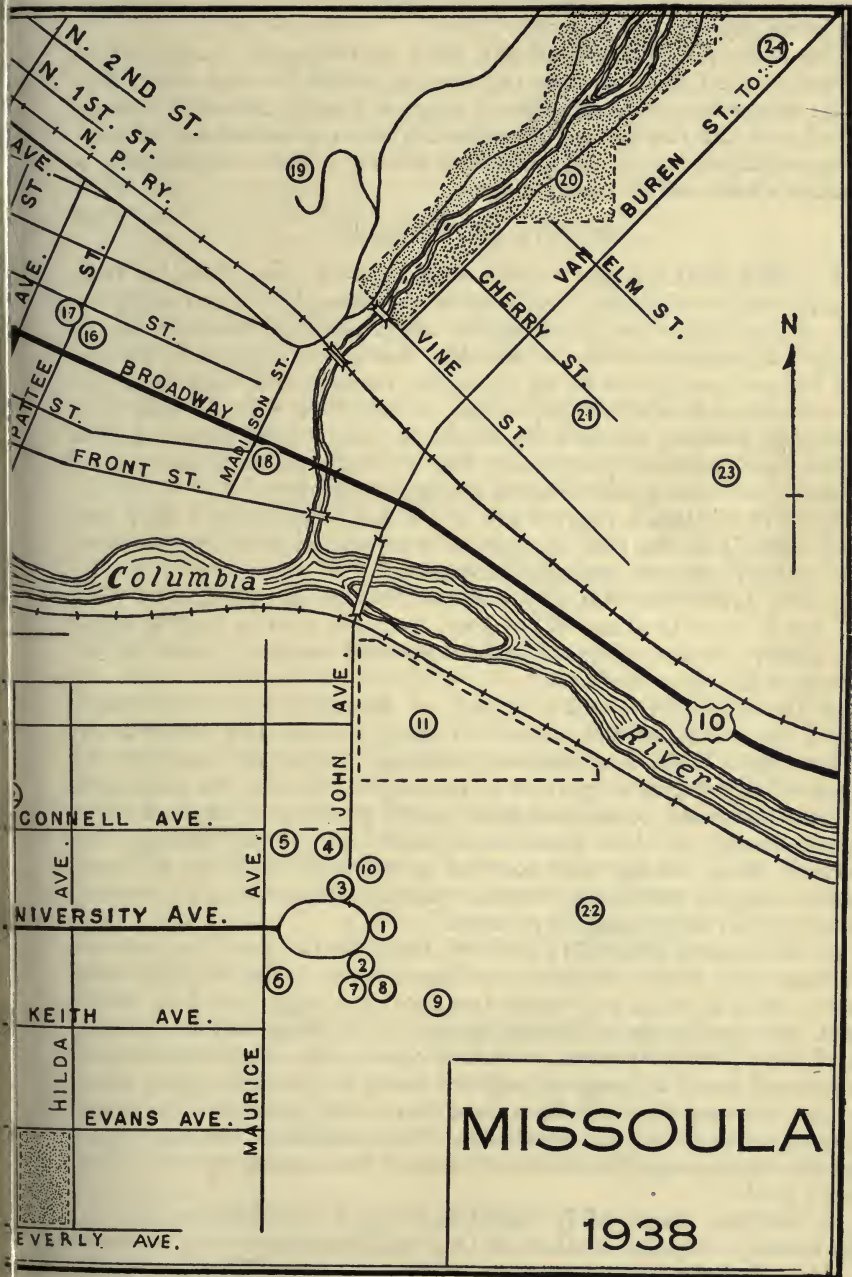 N. 2ND ST.
N. 1ST. ST.
N. P. RY.
AVE.
ST
AVE.
ST.
24
BUREN ST. TO
19
20
VAN
ELM ST.
CHERRY ST.
VINE ST.
N
17
16
ST.
BROADWAY
MADISON ST.
PATTEE
ST.
FRONT ST.
18
21
23
Columbia
River
10
11
JOHN AVE.
CONNELL AVE.
5
4
10
3
AVE.
AVE.
NIVERSITY AVE.
1
22
2
6
7
8
9
KEITH AVE.
HILDA
MAURICE
EVANS AVE.
EVERLY AVE.
MISSOULA
1938